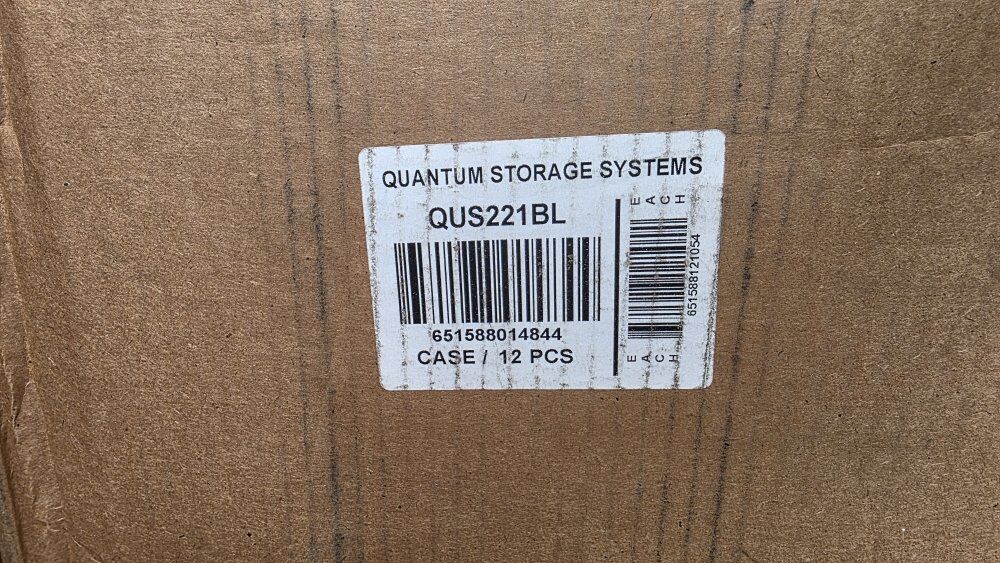 QUANTUM STORAGE SYSTEMS
QUS221BL
651588014844
CASE / 12 PCS
EACH
651588121054
EACH